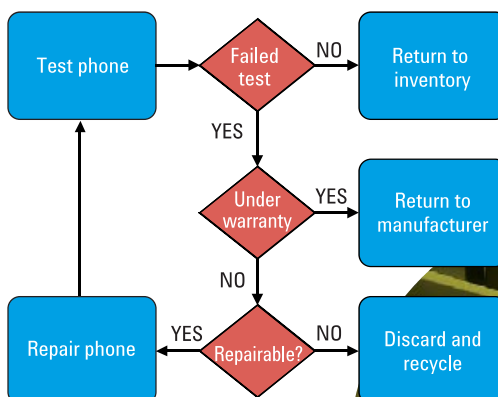 Test phone
Failed
test
NO
Return to
inventory
YES
Under
warranty
YES
Return to
manufacturer
NO
Repair phone
YES
Repairable?
NO
Discard and
recycle